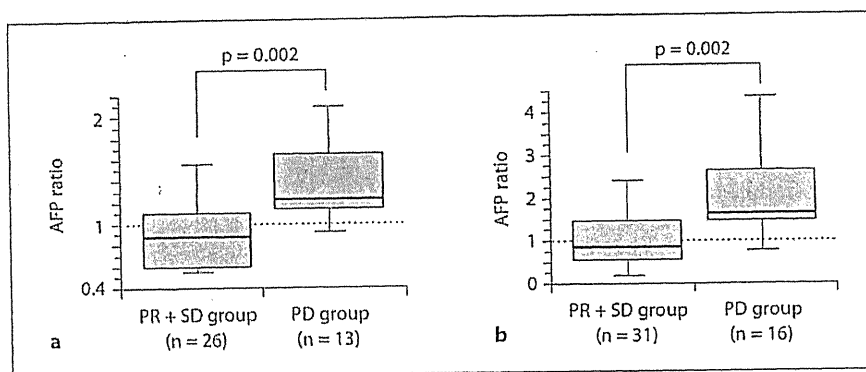 p = 0.002
AFP ratio
2
1
0.4
PR + SD group
(n = 26)
PD group
(n = 13)
a
p = 0.002
AFP ratio
4
3
2
1
0
PR + SD group
(n = 31)
PD group
(n = 16)
b